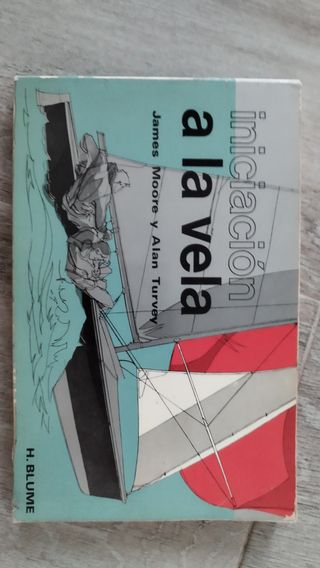 iniciación
a la vela
James Moore y Alan Turvey
H. BLUME